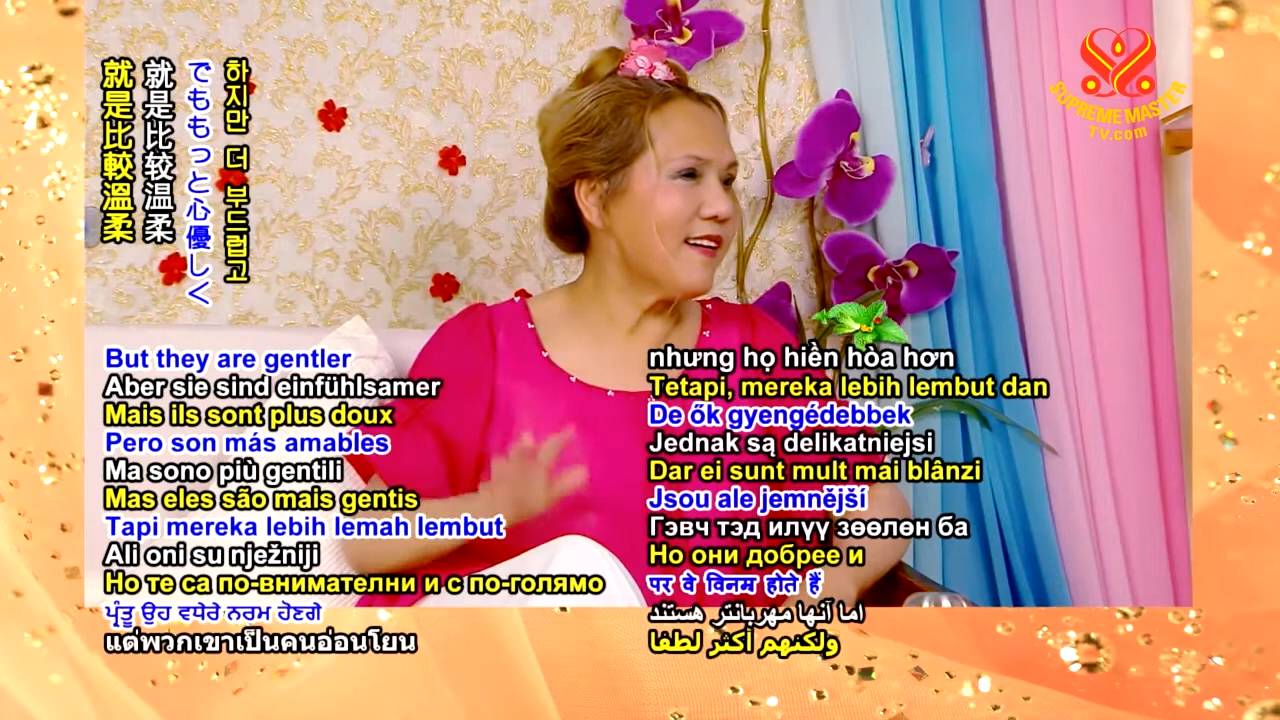 就是比較溫柔
就是比较温柔
でももっと心優しく
하지만 더 부드럽고
SUPREME MASTER
TV.com
But they are gentler
Aber sie sind einfühlsamer
Mais ils sont plus doux
Pero son más amables
Ma sono più gentili
Mas eles são mais gentis
Tapi mereka lebih lemah lembut
Ali oni su nježniji
Но те са по-внимателни и с по-голямо
ਪ੍ਰੰਤੂ ਉਹ ਵਧੇਰੇ ਨਰਮ ਹੋਣਗੇ
แต่พวกเขาเป็นคนอ่อนโยน
nhưng họ hiền hòa hơn
Tetapi, mereka lebih lembut dan
De ők gyengédebbek
Jednak są delikatniejsi
Dar ei sunt mult mai blânzi
Jsou ale jemnější
Гэвч тэд илүү зөөлөн ба
Но они добрее и
पर वे विनम्र होते हैं
اما آنها مهربانتر هستند
ولكنهم أكثر لطفا